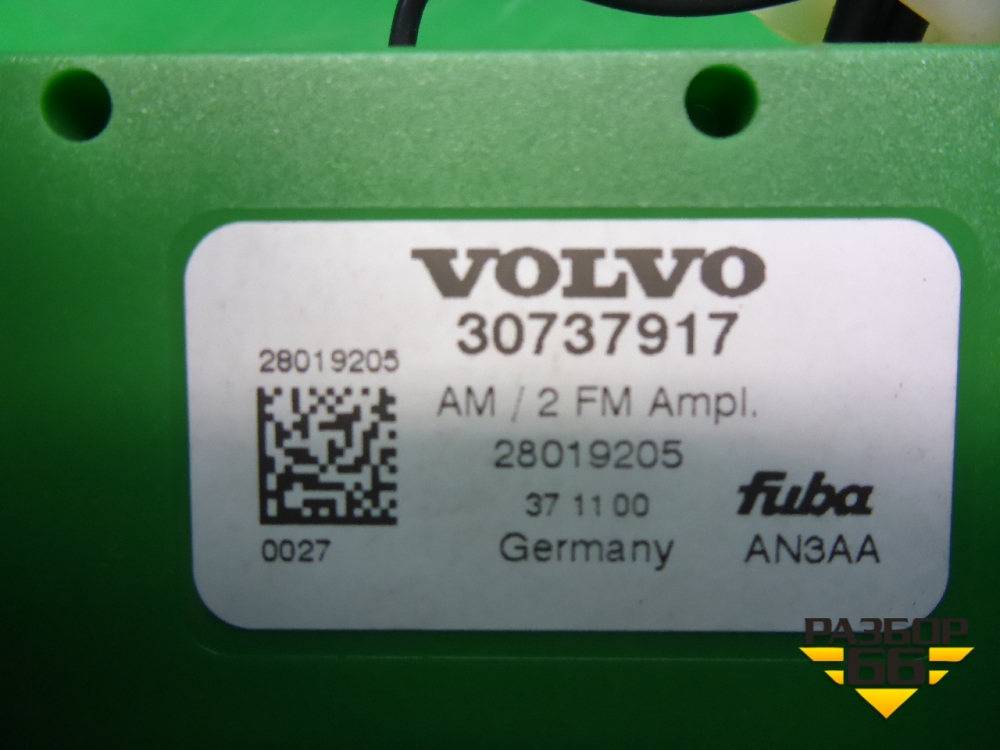 VOLVO
30737917
28019205
AM / 2 FM Ampl.
28019205
37 11 00
fuba
0027
Germany
AN3AA
РАЗБОР
66